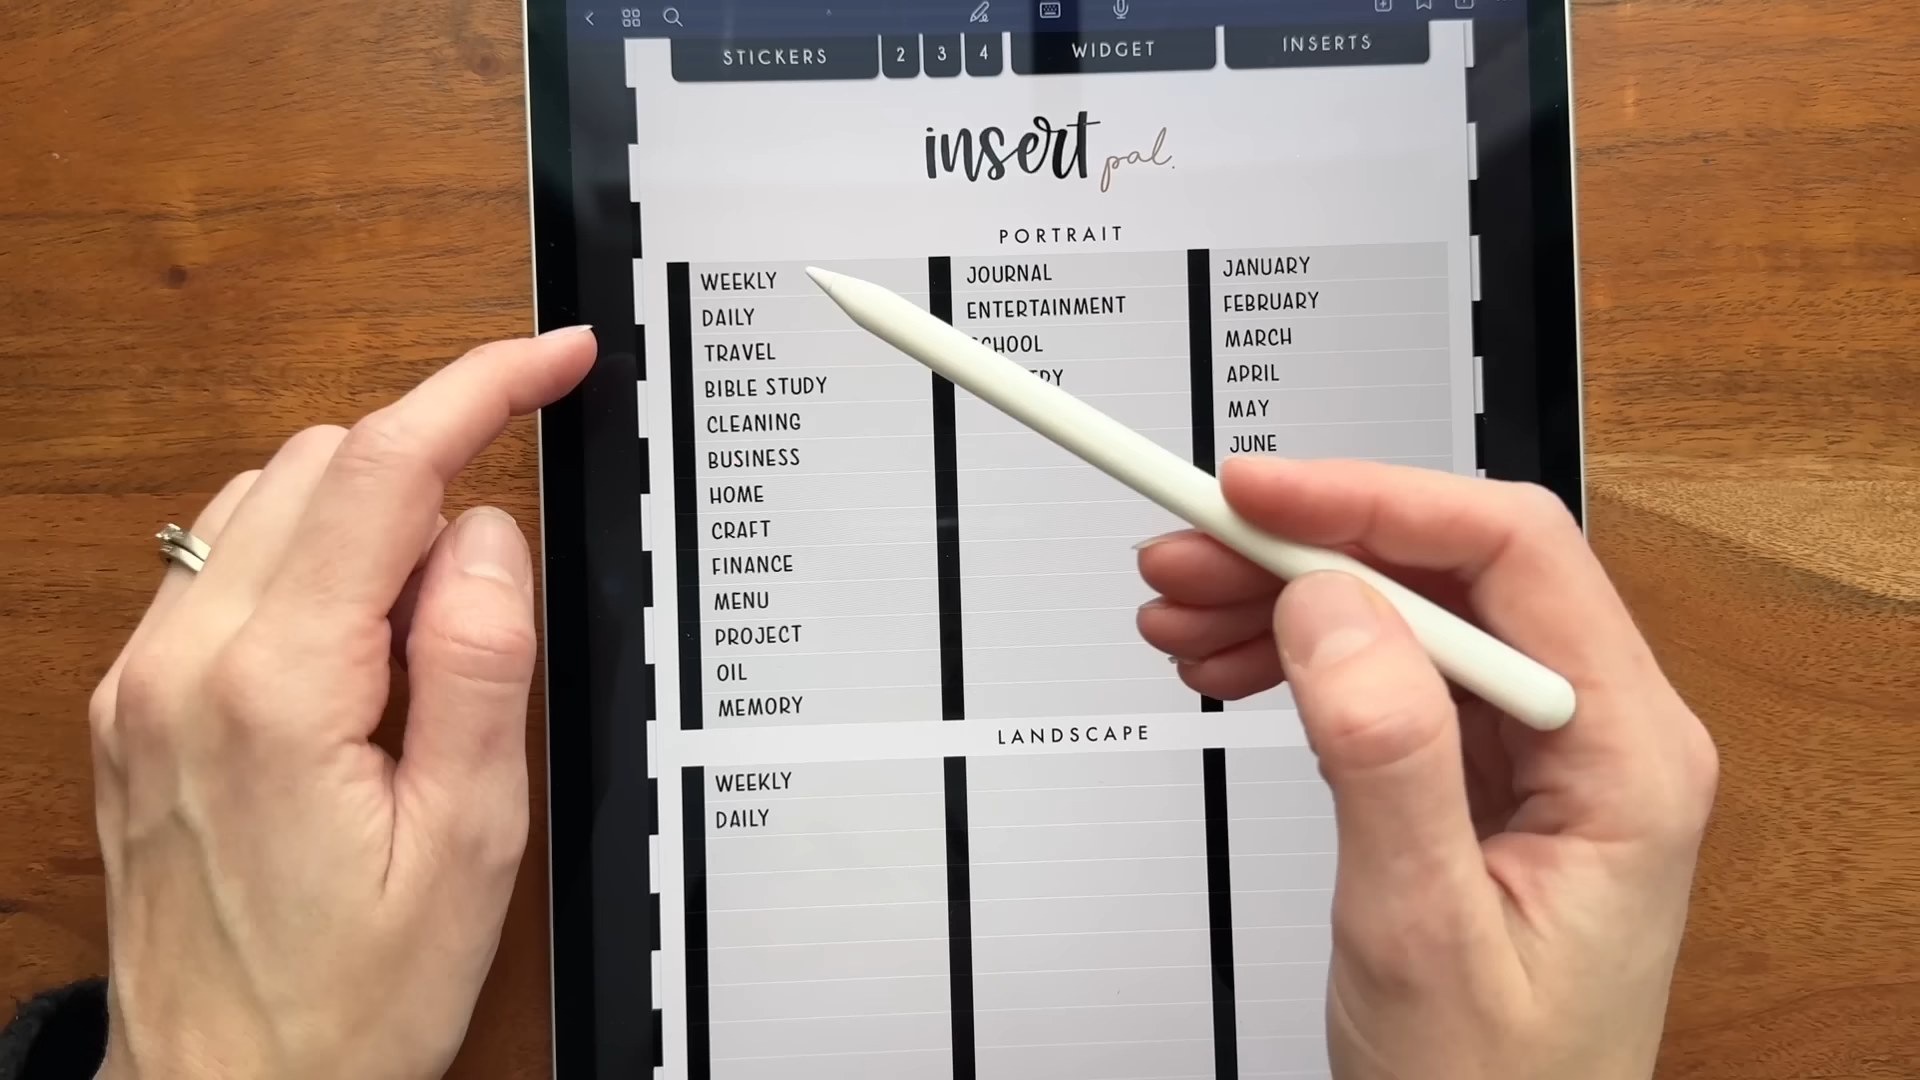 STICKERS 2 3 4 WIDGET INSERTS
insert pal.
PORTRAIT
WEEKLY
DAILY
TRAVEL
BIBLE STUDY
CLEANING
BUSINESS
HOME
CRAFT
FINANCE
MENU
PROJECT
OIL
MEMORY
JOURNAL
ENTERTAINMENT
JANUARY
FEBRUARY
MARCH
APRIL
MAY
JUNE
LANDSCAPE
WEEKLY
DAILY